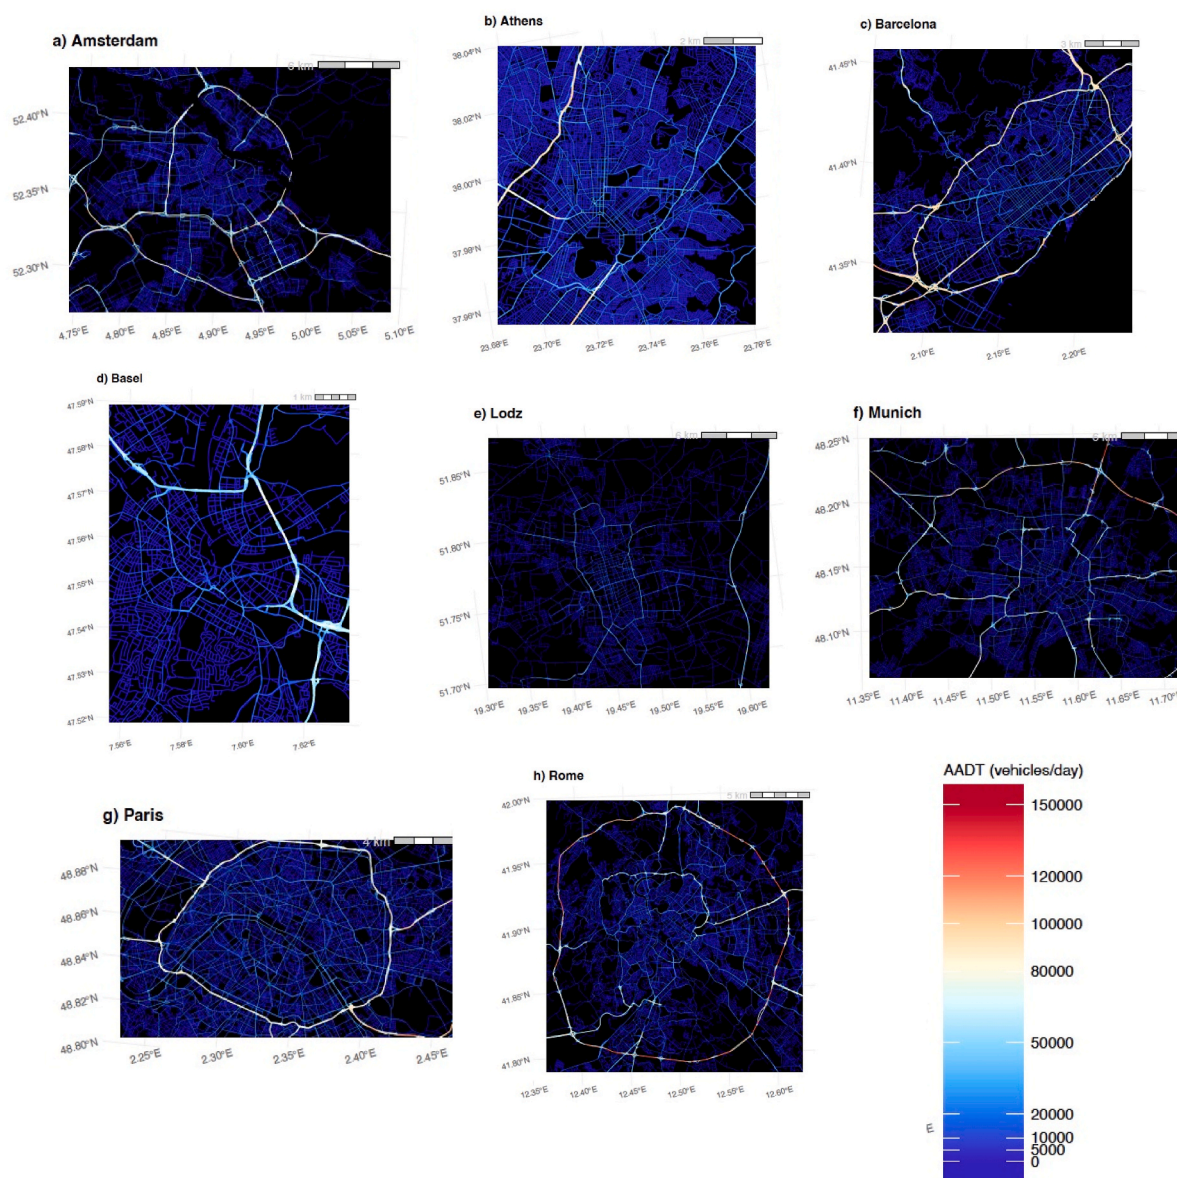 a) Amsterdam
6 km
52.40°N
52.35°N
52.30°N
4.75°E 4.80°E 4.85°E 4.90°E 4.95°E 5.00°E 5.05°E 5.10°E
b) Athens
2 km
38.04°N
38.02°N
38.00°N
37.98°N
37.96°N
23.68°E 23.70°E 23.72°E 23.74°E 23.76°E 23.78°E
c) Barcelona
3 km
41.45°N
41.40°N
41.35°N
2.10°E 2.15°E 2.20°E
d) Basel
1 km
47.59°N
47.58°N
47.57°N
47.56°N
47.55°N
47.54°N
47.53°N
47.52°N
7.56°E 7.58°E 7.60°E 7.62°E
e) Lodz
6 km
51.85°N
51.80°N
51.75°N
51.70°N
19.30°E 19.35°E 19.40°E 19.45°E 19.50°E 19.55°E 19.60°E
f) Munich
48.25°N
48.20°N
48.15°N
48.10°N
11.35°E 11.40°E 11.45°E 11.50°E 11.55°E 11.60°E 11.65°E 11.70°
g) Paris
4 km
48.88°N
48.86°N
48.84°N
48.82°N
48.80°N
2.25°E 2.30°E 2.35°E 2.40°E 2.45°E
h) Rome
5 km
42.00°N
41.95°N
41.90°N
41.85°N
41.80°N
12.35°E 12.40°E 12.45°E 12.50°E 12.55°E 12.60°E
AADT (vehicles/day)
150000
120000
100000
80000
50000
20000
10000
5000
0
E